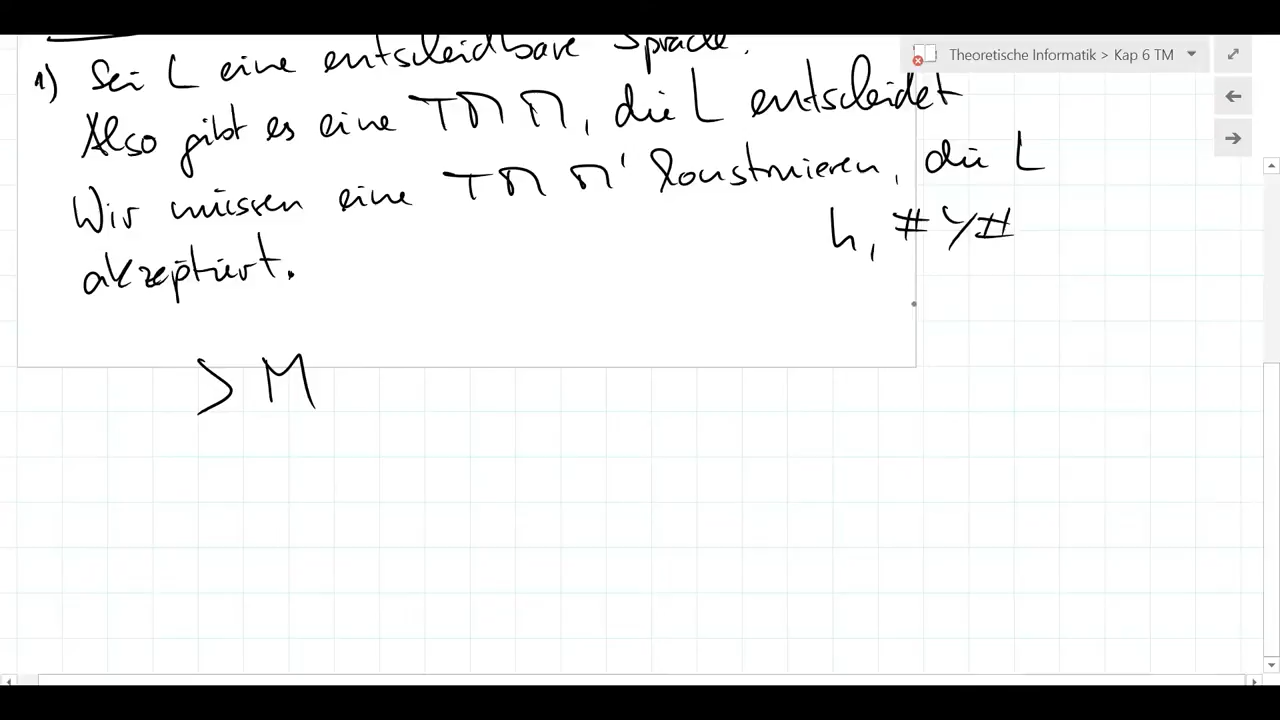 1) Sei L eine entscheidbare Sprache.
Theoretische Informatik > Kap 6 TM
Also gibt es eine TM M, die L entscheidet
Wir müssen eine TM M' konstruieren, die L
h, # Y #
akzeptiert.
> M